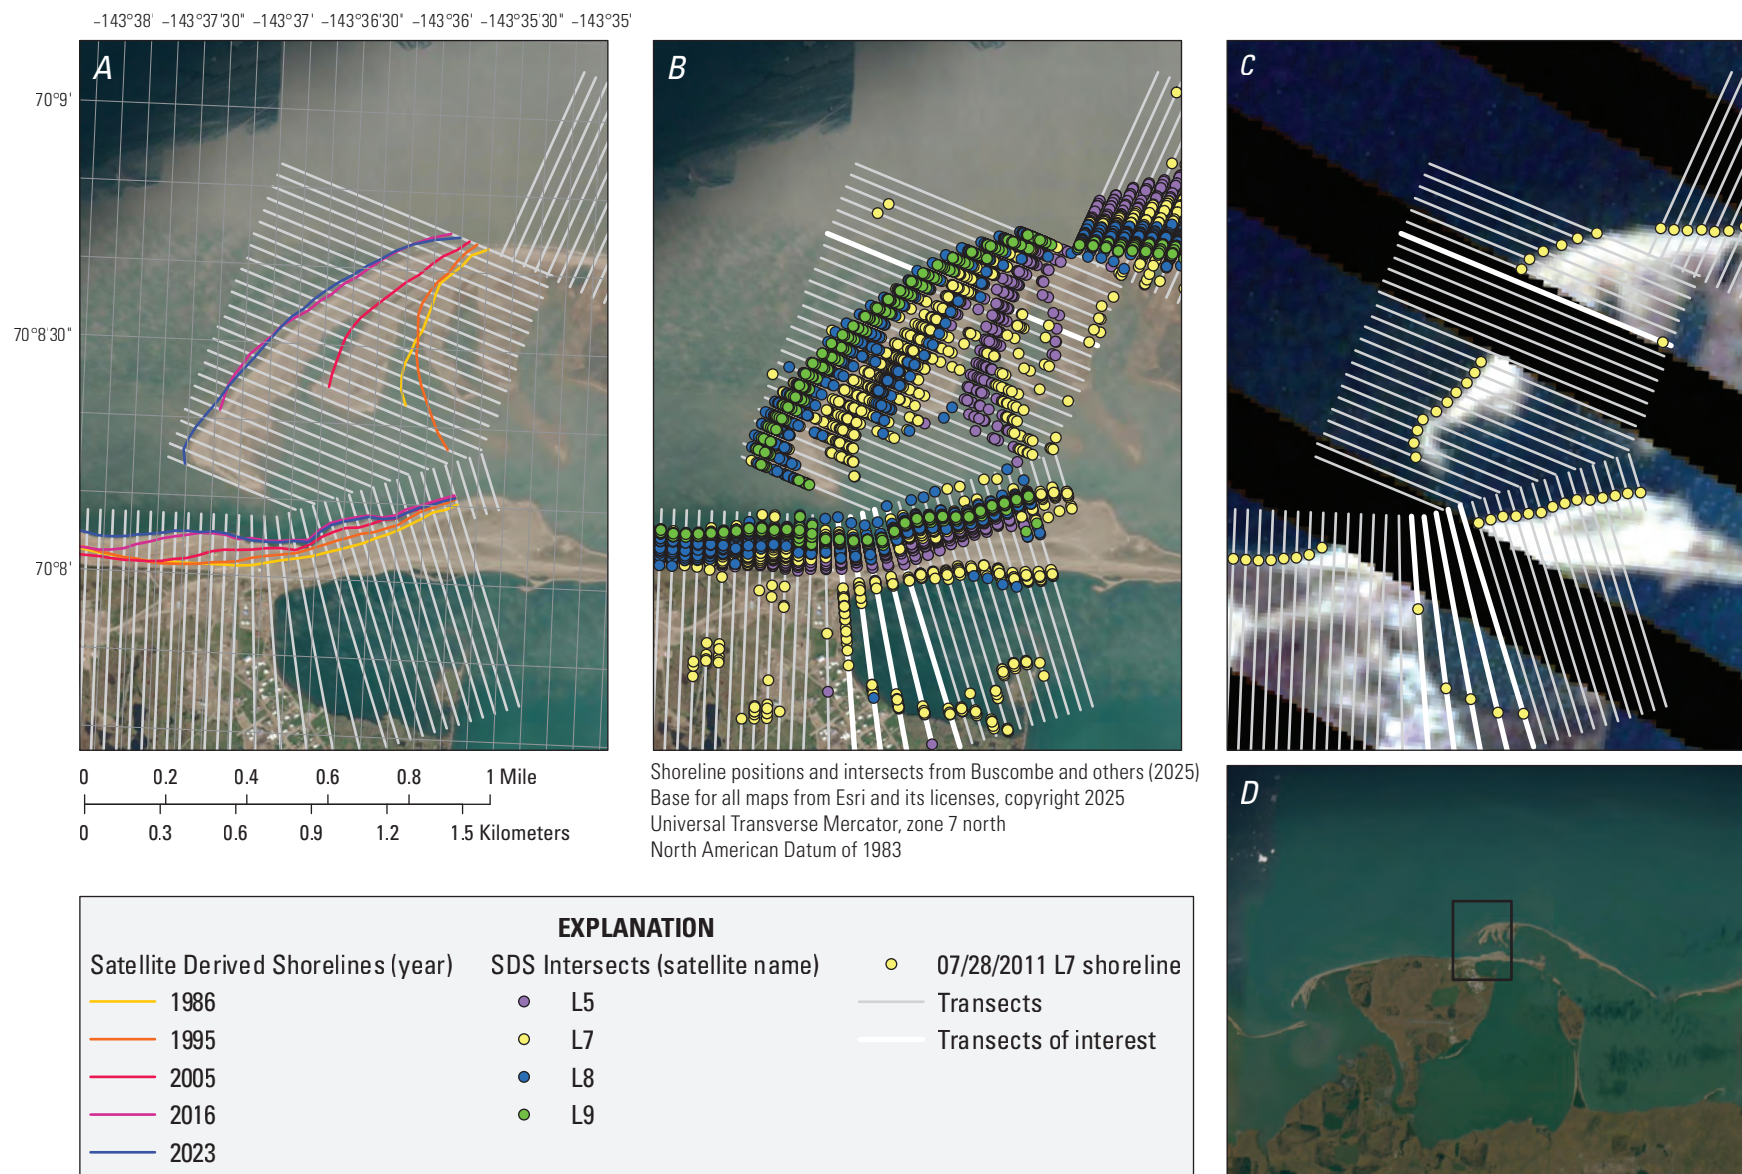 −143°38' −143°37'30" −143°37' −143°36'30" −143°36' −143°35'30" −143°35'
A
B
C
70°9'
70°8'30"
70°8'
0 0.2 0.4 0.6 0.8 1 Mile
0 0.3 0.6 0.9 1.2 1.5 Kilometers
Shoreline positions and intersects from Buscombe and others (2025)
Base for all maps from Esri and its licenses, copyright 2025
Universal Transverse Mercator, zone 7 north
North American Datum of 1983
D
EXPLANATION
Satellite Derived Shorelines (year)
1986
1995
2005
2016
2023
SDS Intersects (satellite name)
L5
L7
L8
L9
07/28/2011 L7 shoreline
Transects
Transects of interest